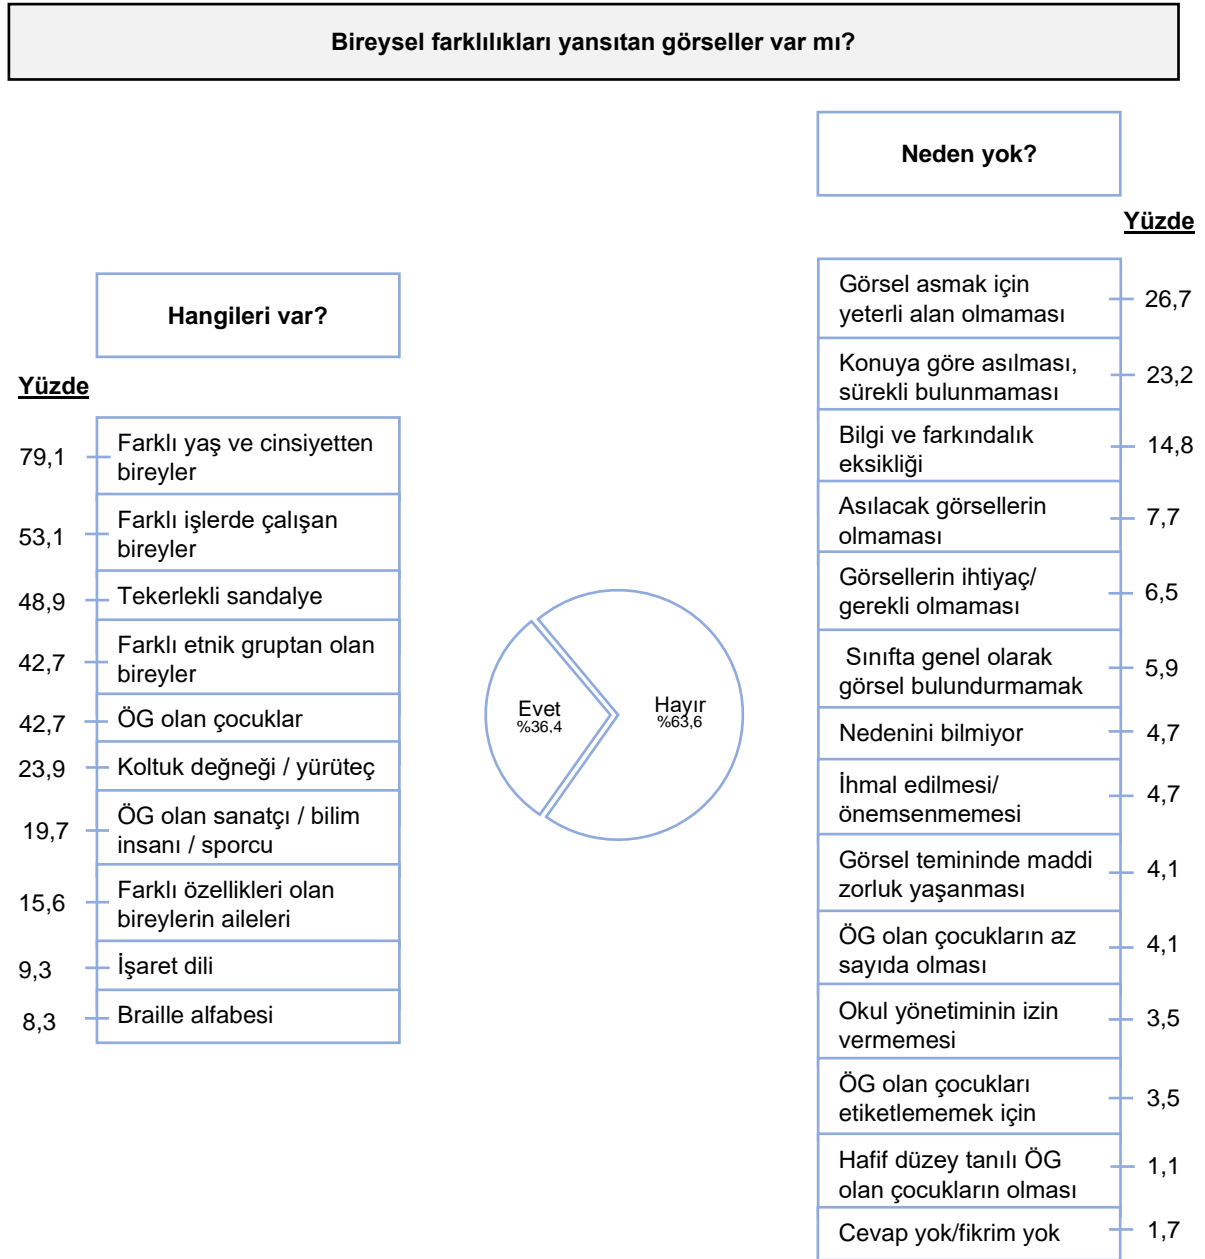 Bireysel farklılıkları yansıtan görseller var mı?
Hangileri var?
Yüzde
79,1 Farklı yaş ve cinsiyetten
bireyler
53,1 Farklı işlerde çalışan
bireyler
48,9 Tekerlekli sandalye
42,7 Farklı etnik gruptan olan
bireyler
42,7 ÖG olan çocuklar
23,9 Koltuk değneği / yürüteç
19,7 ÖG olan sanatçı / bilim
insanı / sporcu
15,6 Farklı özellikleri olan
bireylerin aileleri
9,3 İşaret dili
8,3 Braille alfabesi
Evet
%36,4
Hayır
%63,6
Neden yok?
Yüzde
Görsel asmak için
yeterli alan olmaması 26,7
Konuya göre asılması,
sürekli bulunmaması 23,2
Bilgi ve farkındalık
eksikliği 14,8
Asılacak görsellerin
olmaması 7,7
Görsellerin ihtiyaç/
gerekli olmaması 6,5
Sınıfta genel olarak
görsel bulundurmamak 5,9
Nedenini bilmiyor 4,7
İhmal edilmesi/
önemsenmemesi 4,7
Görsel temininde maddi
zorluk yaşanması 4,1
ÖG olan çocukların az
sayıda olması 4,1
Okul yönetiminin izin
vermemesi 3,5
ÖG olan çocukları
etiketlememek için 3,5
Hafif düzey tanılı ÖG
olan çocukların olması 1,1
Cevap yok/fikrim yok 1,7